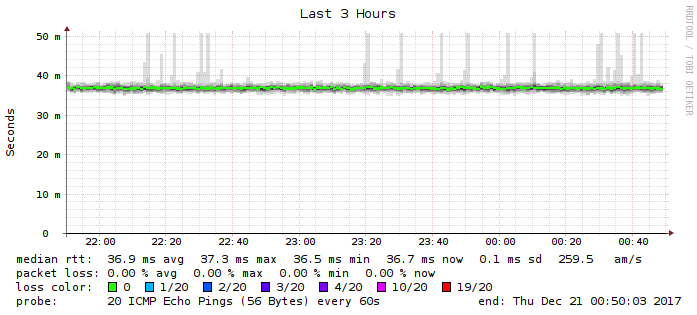 Last 3 Hours
RRDTOOL / TOBI OETIKER
Seconds
50 m
40 m
30 m
20 m
10 m
0
22:00 22:20 22:40 23:00 23:20 23:40 00:00 00:20 00:40
median rtt: 36.9 ms avg 37.3 ms max 36.5 ms min 36.7 ms now 0.1 ms sd 259.5 am/s
packet loss: 0.00 % avg 0.00 % max 0.00 % min 0.00 % now
loss color: 0 1/20 2/20 3/20 4/20 10/20 19/20
probe: 20 ICMP Echo Pings (56 Bytes) every 60s end: Thu Dec 21 00:50:03 2017